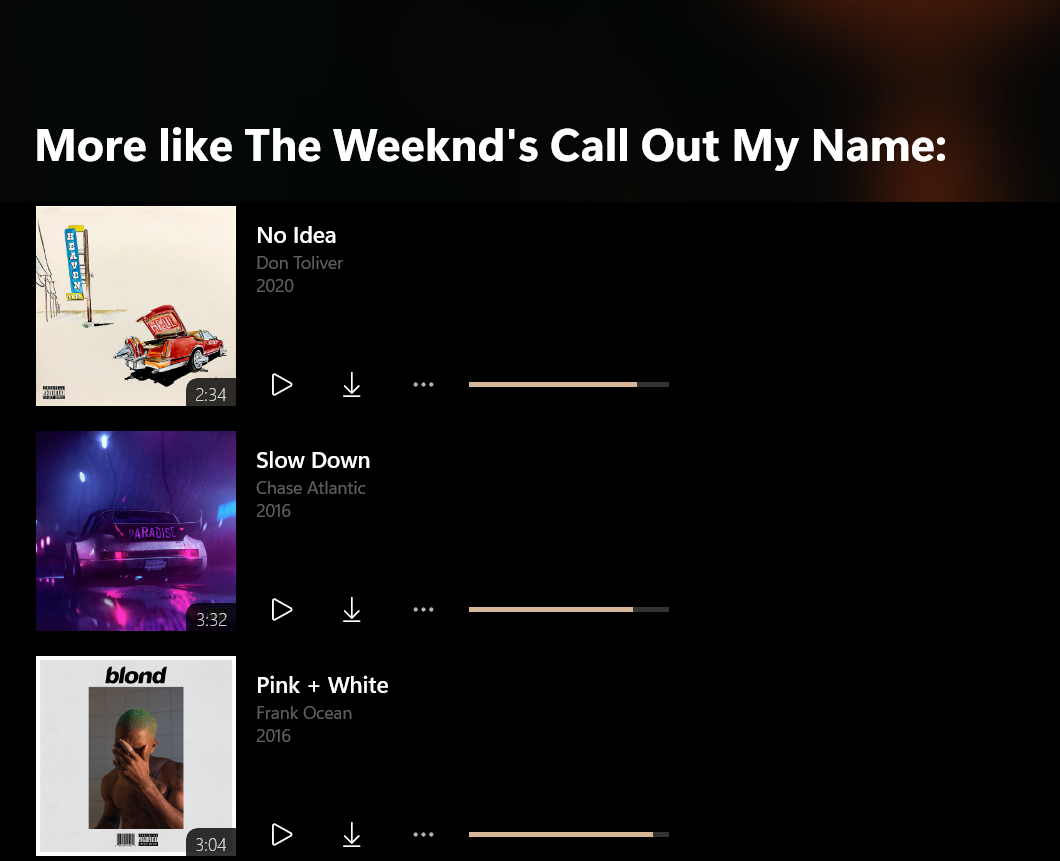 More like The Weeknd's Call Out My Name:
HEAVEN
HELL
2:34
No Idea
Don Toliver
2020
PARADISE
3:32
Slow Down
Chase Atlantic
2016
blond
3:04
Pink + White
Frank Ocean
2016